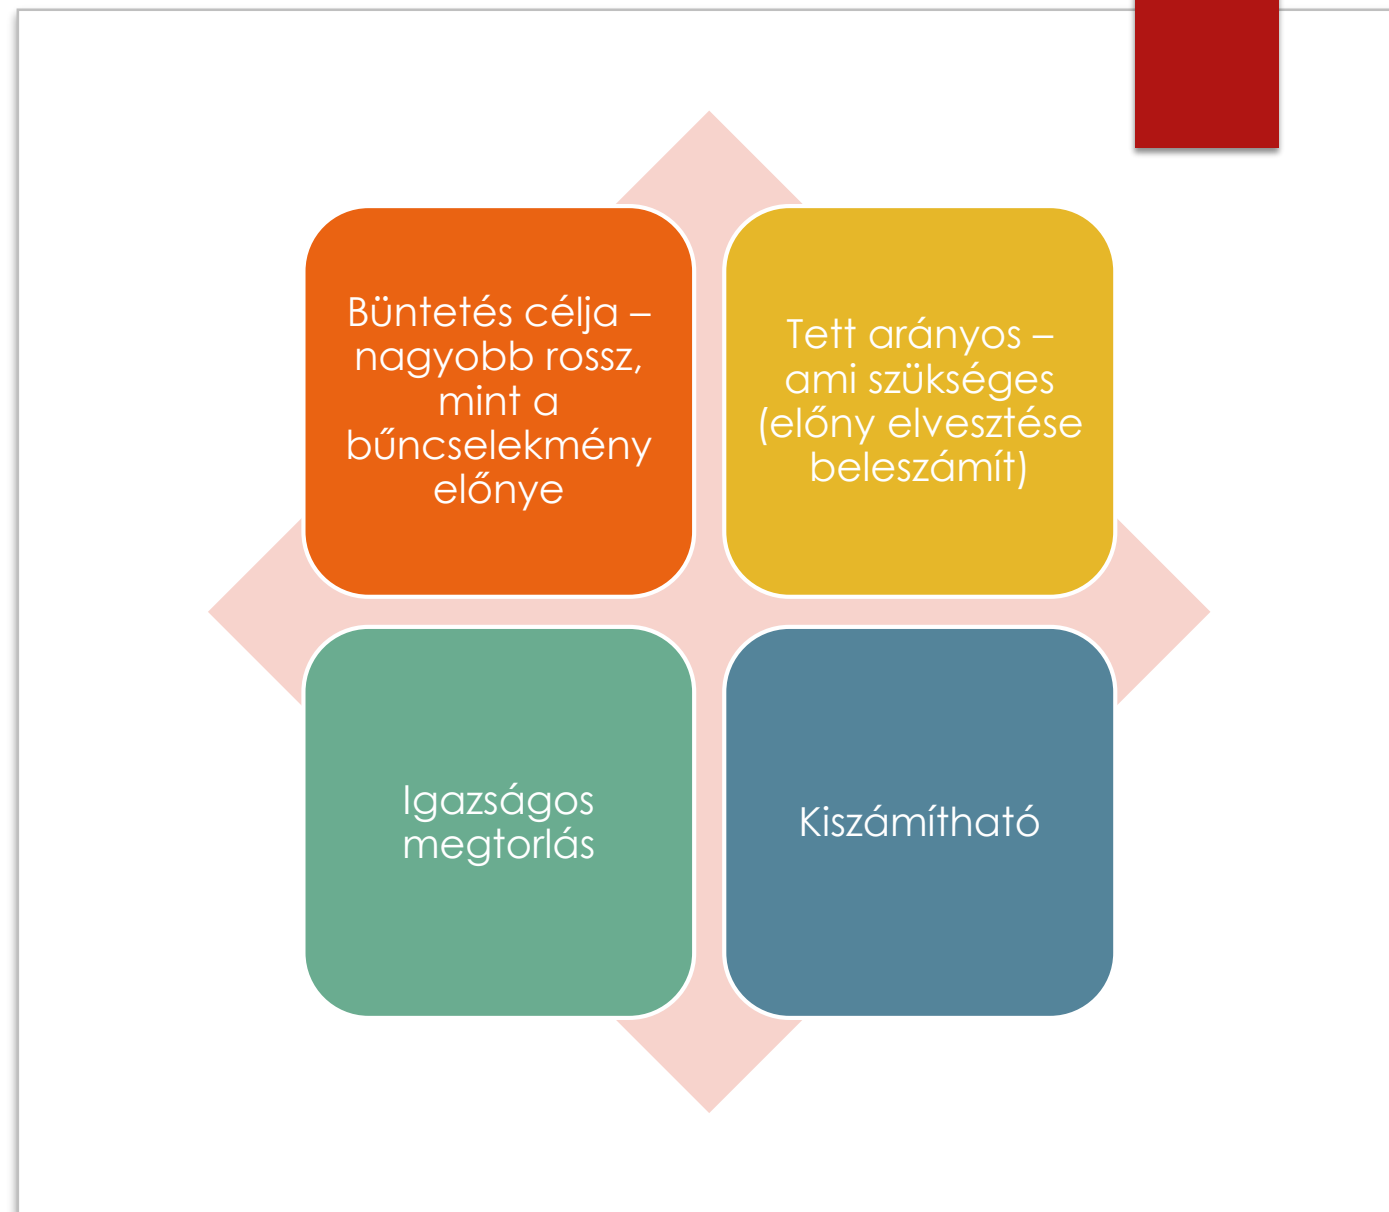 Büntetés célja –
nagyobb rossz,
mint a
bűncselekmény
előnye
Tett arányos –
ami szükséges
(előny elvesztése
beleszámít)
Igazságos
megtorlás
Kiszámítható